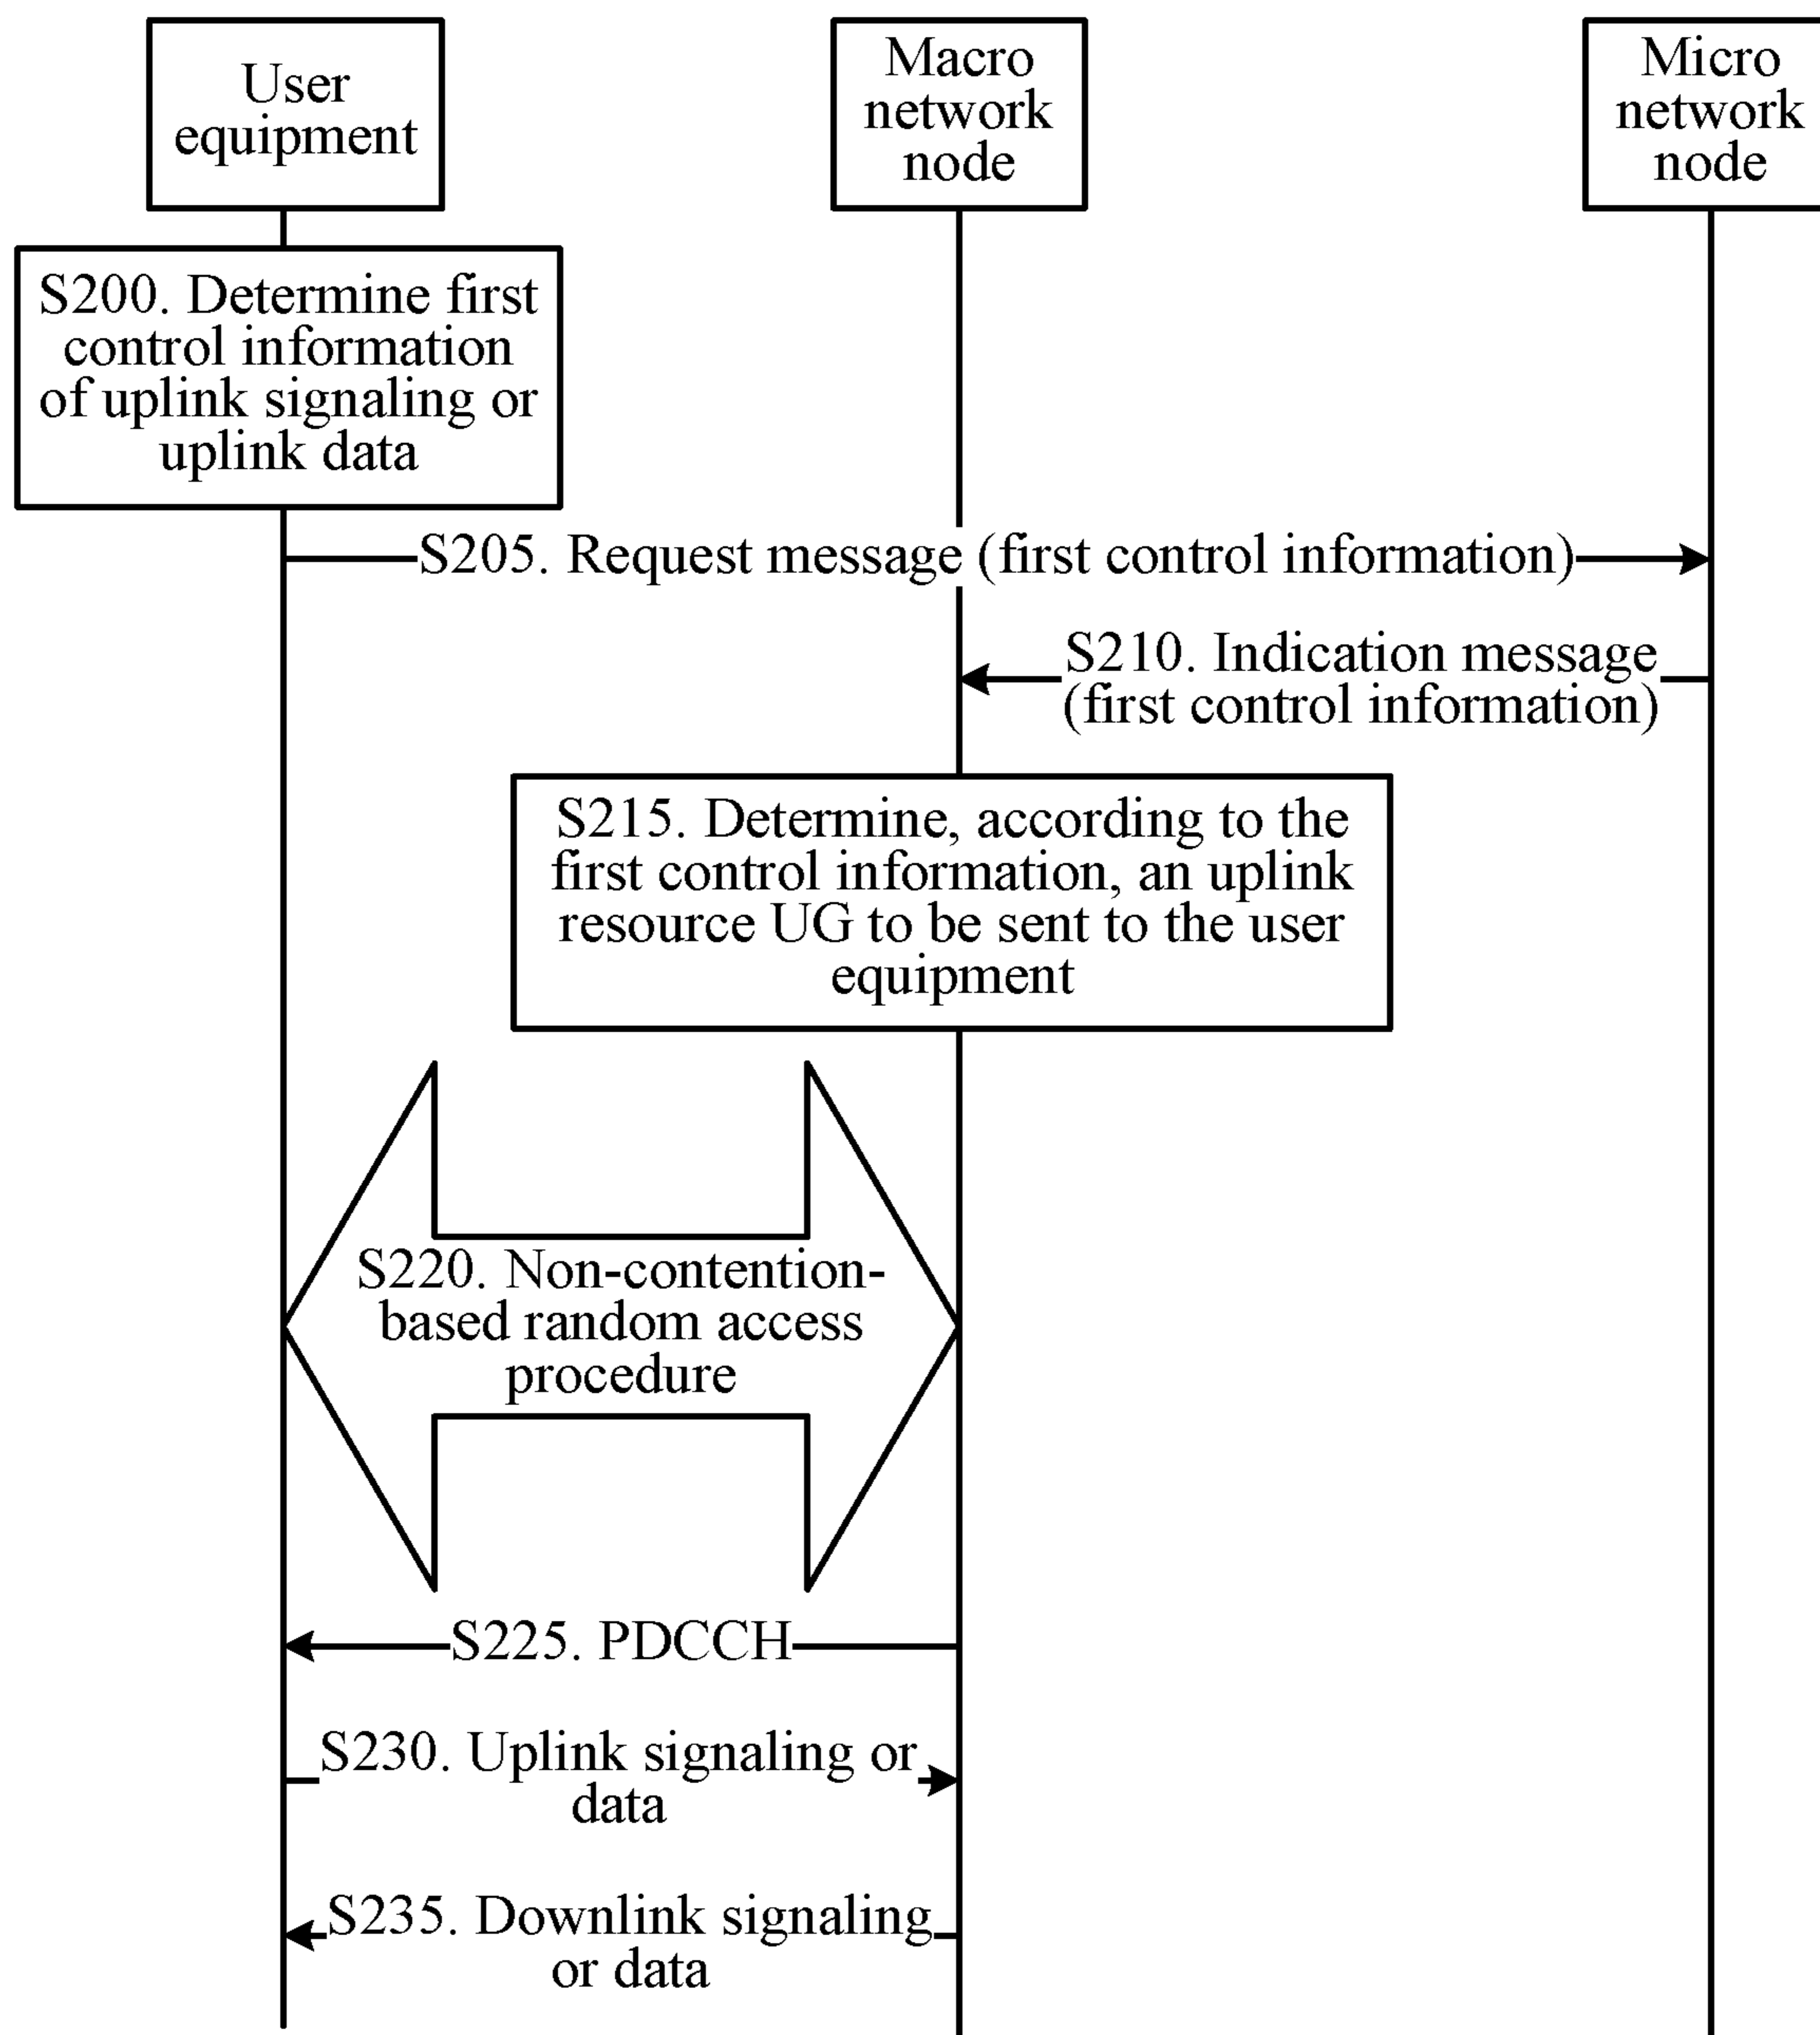 User
equipment
Macro
network
node
Micro
network
node
S200. Determine first
control information
of uplink signaling or
uplink data
S205. Request message (first control information)
S210. Indication message
(first control information)
S215. Determine, according to the
first control information, an uplink
resource UG to be sent to the user
equipment
S220. Non-contention-
based random access
procedure
S225. PDCCH
S230. Uplink signaling or
data
S235. Downlink signaling
or data